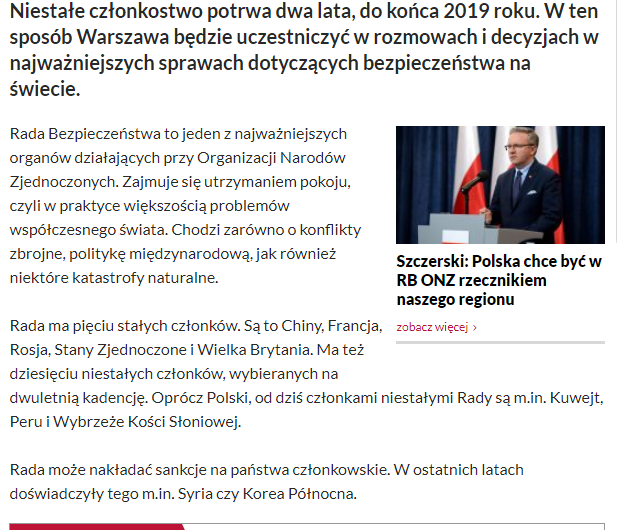 Niestałe członkostwo potrwa dwa lata, do końca 2019 roku. W ten
sposób Warszawa będzie uczestniczyć w rozmowach i decyzjach w
najważniejszych sprawach dotyczących bezpieczeństwa na
świecie.
Rada Bezpieczeństwa to jeden z najważniejszych
organów działających przy Organizacji Narodów
Zjednoczonych. Zajmuje się utrzymaniem pokoju,
czyli w praktyce większością problemów
współczesnego świata. Chodzi zarówno o konflikty
zbrojne, politykę międzynarodową, jak również
niektóre katastrofy naturalne.
Szczerski: Polska chce być w
RB ONZ rzecznikiem
naszego regionu
zobacz więcej ›
Rada ma pięciu stałych członków. Są to Chiny, Francja,
Rosja, Stany Zjednoczone i Wielka Brytania. Ma też
dziesięciu niestałych członków, wybieranych na
dwuletnią kadencję. Oprócz Polski, od dziś członkami niestałymi Rady są m.in. Kuwejt,
Peru i Wybrzeże Kości Słoniowej.
Rada może nakładać sankcje na państwa członkowskie. W ostatnich latach
doświadczyły tego m.in. Syria czy Korea Północna.